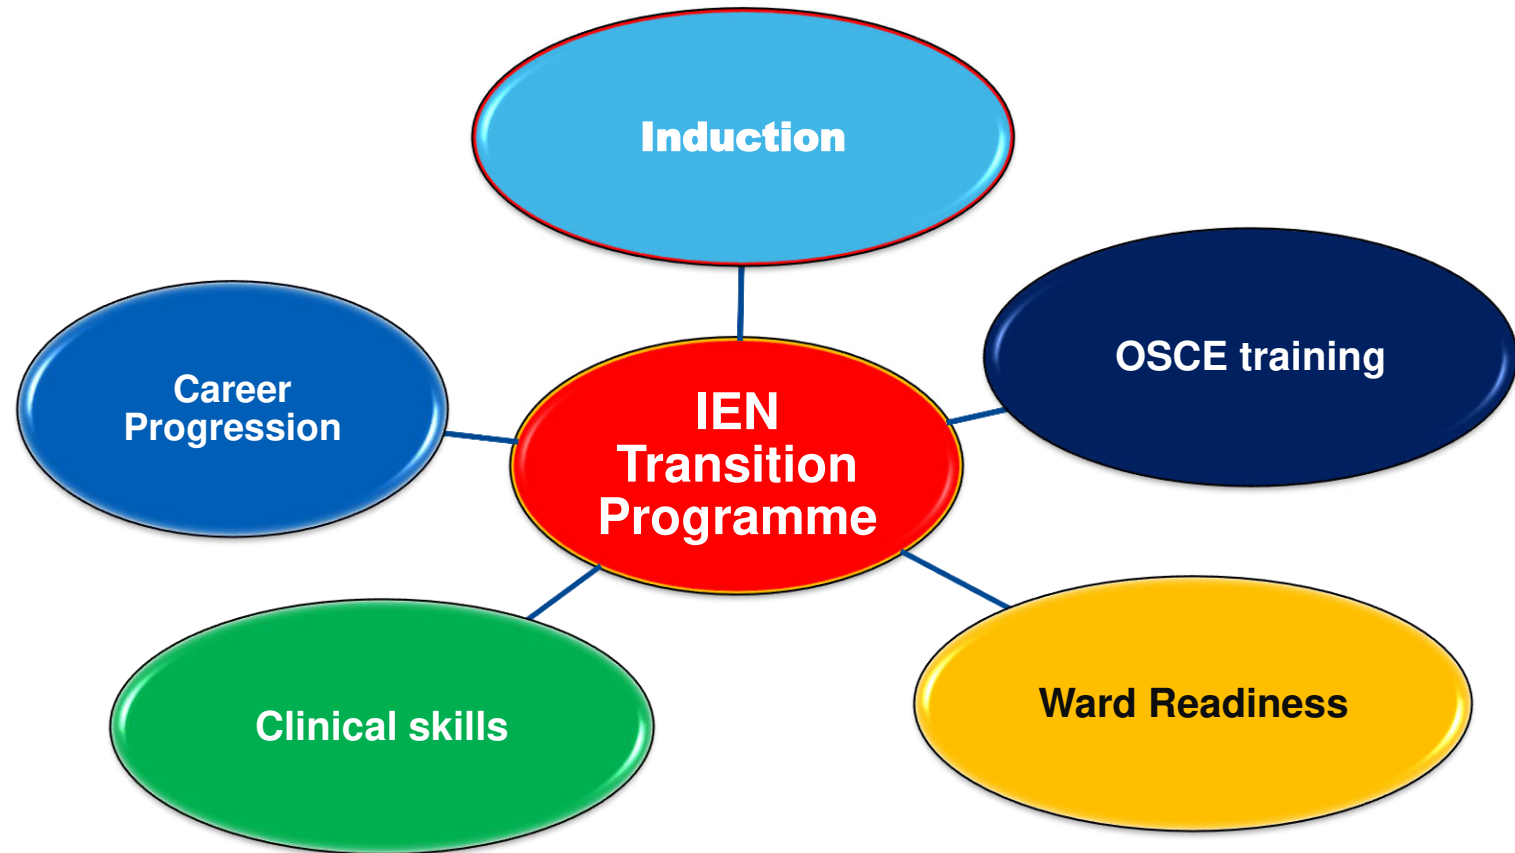 Induction
OSCE training
Career
Progression
IEN
Transition
Programme
Ward Readiness
Clinical skills